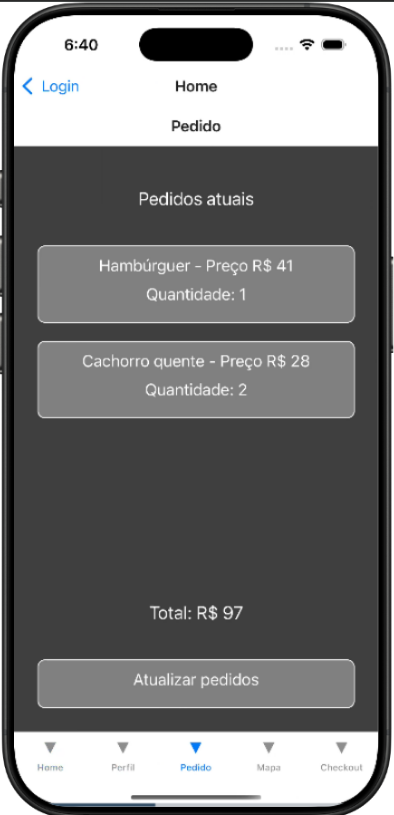 6:40
Login
Home
Pedido
Pedidos atuais
Hambúrguer - Preço R$ 41
Quantidade: 1
Cachorro quente - Preço R$ 28
Quantidade: 2
Total: R$ 97
Atualizar pedidos
Home
Perfil
Pedido
Mapa
Checkout